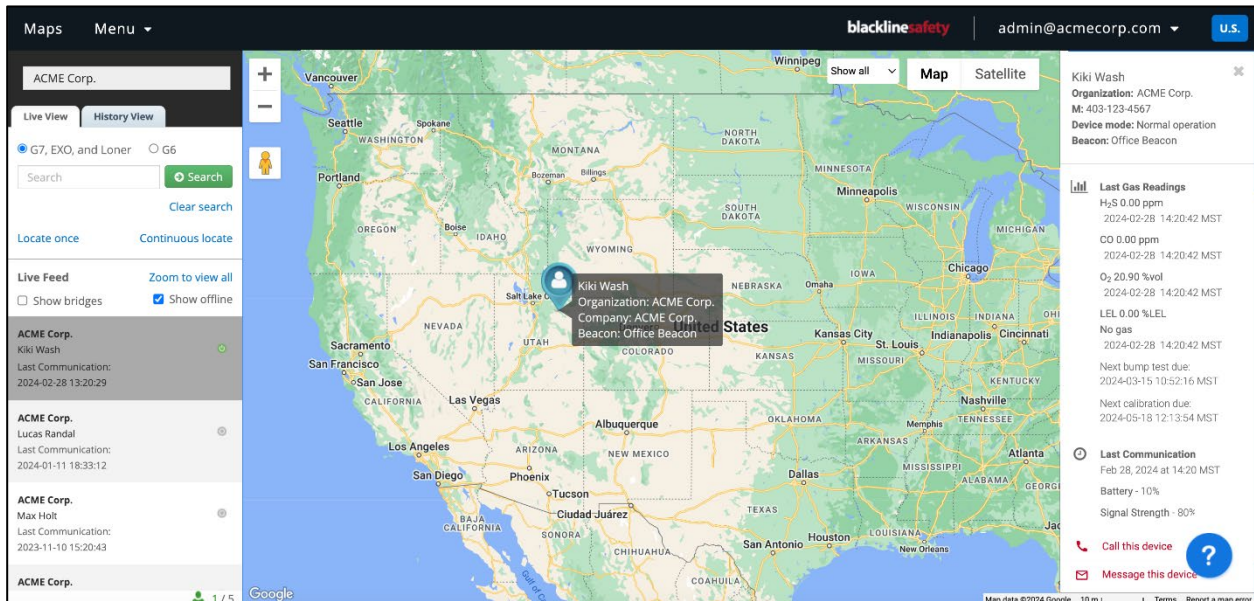 Maps
Menu
blacklinesafety
admin@acmecorp.com
U.S.
ACME Corp.
Live View
History View
G7, EXO, and Loner
G6
Search
Search
Clear search
Locate once
Continuous locate
Live Feed
Zoom to view all
Show bridges
Show offline
ACME Corp.
Kiki Wash
Last Communication:
2024-02-28 13:20:29
ACME Corp.
Lucas Randal
Last Communication:
2024-01-11 18:33:12
ACME Corp.
Max Holt
Last Communication:
2023-11-10 15:20:43
ACME Corp.
1 / 5
Show all
Map
Satellite
Vancouver
Winnipeg
Seattle
Spokane
WASHINGTON
MONTANA
NORTH
DAKOTA
Portland
Bozeman
Billings
MINNESOTA
Minneapolis
SOUTH
DAKOTA
WISCONSIN
MICHIGAN
OREGON
Boise
IDAHO
WYOMING
IOWA
Chicago
NEBRASKA
Omaha
Salt Lake C
Kiki Wash
Organization: ACME Corp.
Company: ACME Corp.
Beacon: Office Beacon
United States
NEVADA
UTAH
COLORADO
ILLINOIS
INDIANA
OHI
Indianapolis
Cincinnati
Kansas City
St. Louis
KANSAS
MISSOURI
Sacramento
San Francisco
San Jose
CALIFORNIA
Las Vegas
KENTUCKY
Nashville
TENNESSEE
Memphis
Albuquerque
OKLAHOMA
ARKANSAS
Los Angeles
ARIZONA
NEW MEXICO
San Diego
Phoenix
Dallas
MISSISSIPPI
Atlanta
ALABAMA
GEORGI
Tucson
Ciudad Juárez
TEXAS
BAJA
CALIFORNIA
SONORA
CHIHUAHUA
San Antonio
Houston
LOUISIANA
New Orleans
Jac
Gulf of C
COAHUILA
Google
Map data ©2024 Google
Terms
Report a map error
Kiki Wash
Organization: ACME Corp.
M: 403-123-4567
Device mode: Normal operation
Beacon: Office Beacon
Last Gas Readings
H₂S 0.00 ppm
2024-02-28 14:20:42 MST
CO 0.00 ppm
2024-02-28 14:20:42 MST
O₂ 20.90 %vol
2024-02-28 14:20:42 MST
LEL 0.00 %LEL
No gas
2024-02-28 14:20:42 MST
Next bump test due:
2024-03-15 10:52:16 MST
Next calibration due:
2024-05-18 12:13:54 MST
Last Communication
Feb 28, 2024 at 14:20 MST
Battery - 10%
Signal Strength - 80%
Call this device
Message this device
?